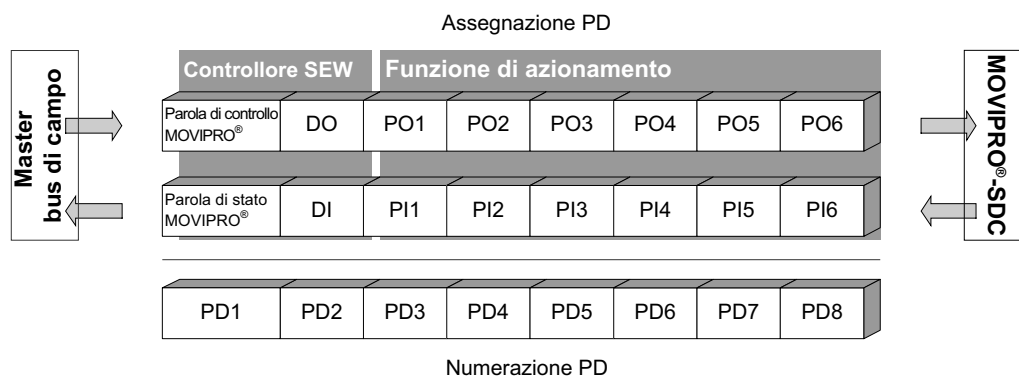 Assegnazione PD
Controllore SEW
Funzione di azionamento
Master
bus di campo
Parola di controllo
MOVIPRO®
DO
PO1
PO2
PO3
PO4
PO5
PO6
Parola di stato
MOVIPRO®
DI
PI1
PI2
PI3
PI4
PI5
PI6
MOVIPRO®-SDC
PD1
PD2
PD3
PD4
PD5
PD6
PD7
PD8
Numerazione PD